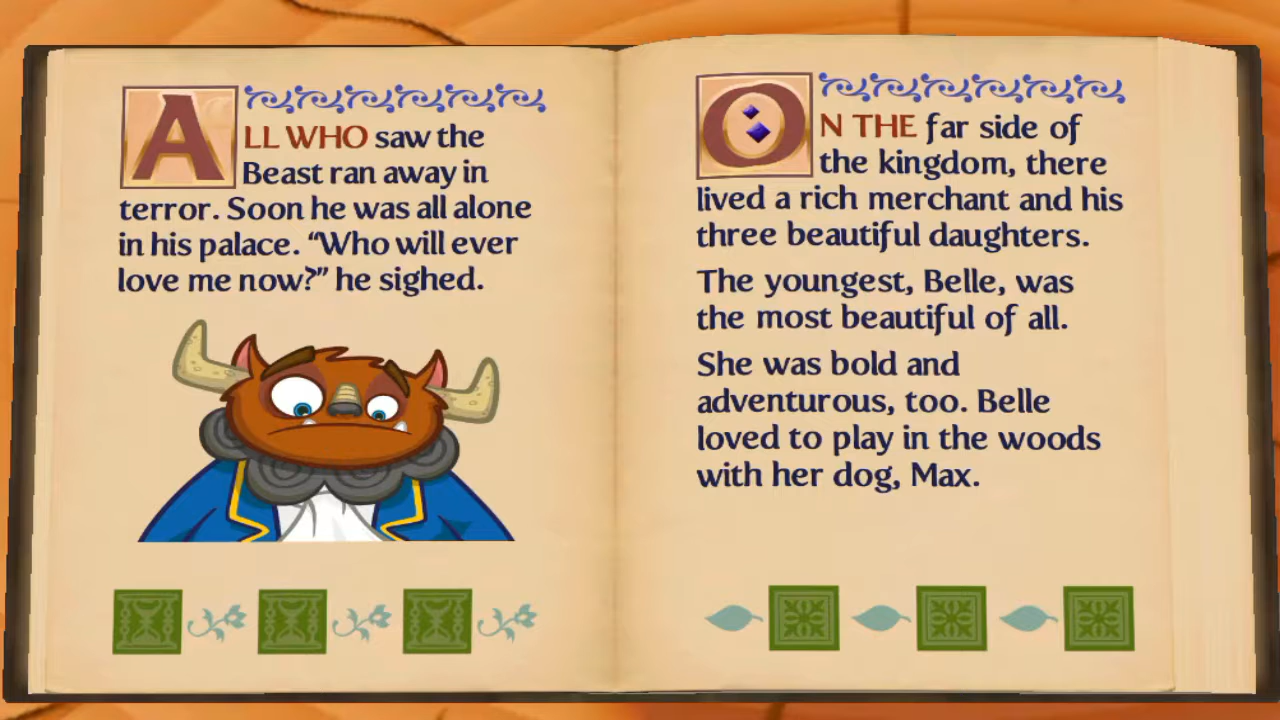 ALL WHO saw the
Beast ran away in
terror. Soon he was all alone
in his palace. “Who will ever
love me now?” he sighed.
ON THE far side of
the kingdom, there
lived a rich merchant and his
three beautiful daughters.
The youngest, Belle, was
the most beautiful of all.
She was bold and
adventurous, too. Belle
loved to play in the woods
with her dog, Max.